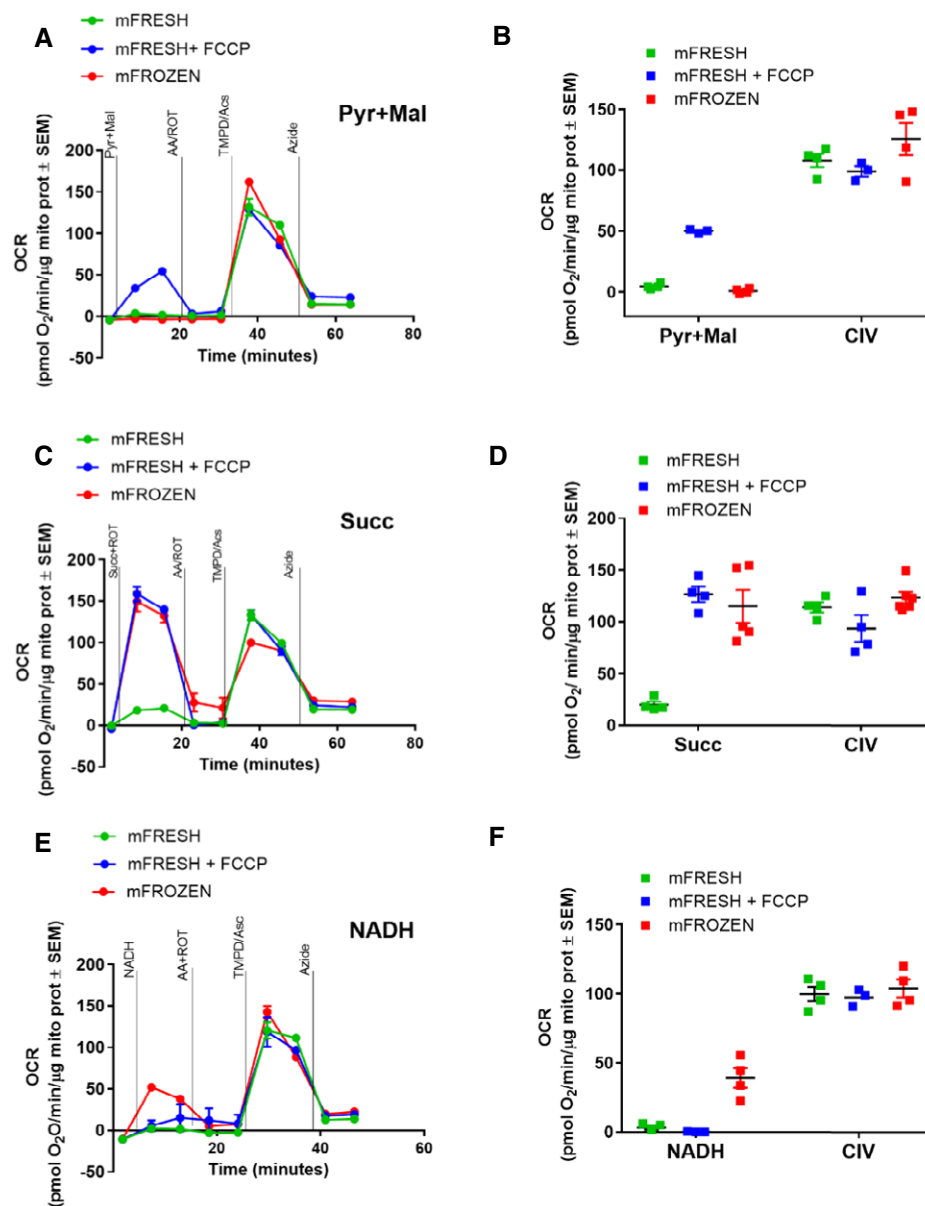 A
mFRESH
mFRESH+ FCCP
mFROZEN
Pyr+Mal
AA/ROT
TMPD/Acs
Azide
Pyr+Mal
OCR
(pmol O₂/min/μg mito prot ± SEM)
200
150
100
50
0
-50
20
40
60
80
Time (minutes)
B
mFRESH
mFRESH + FCCP
mFROZEN
OCR
(pmol O₂/min/μg mito prot ± SEM)
150
100
50
0
Pyr+Mal
CIV
C
mFRESH
mFRESH + FCCP
mFROZEN
Succ
Succ+ROT
AA/ROT
TMPD/Acs
Azide
OCR
(pmol O₂/min/μg mito prot ± SEM)
200
150
100
50
0
-50
20
40
60
80
Time (minutes)
D
mFRESH
mFRESH + FCCP
mFROZEN
OCR
(pmol O₂/ min/μg mito prot ± SEM)
200
150
100
50
0
Succ
CIV
E
mFRESH
mFRESH + FCCP
mFROZEN
NADH
NADH
AA+ROT
TMPD/Asc
Azide
OCR
(pmol O₂O/min/μg mito prot ± SEM)
200
150
100
50
0
-50
20
40
60
Time (minutes)
F
mFRESH
mFRESH + FCCP
mFROZEN
OCR
(pmol O₂/min/μg mito prot ± SEM)
150
100
50
0
NADH
CIV